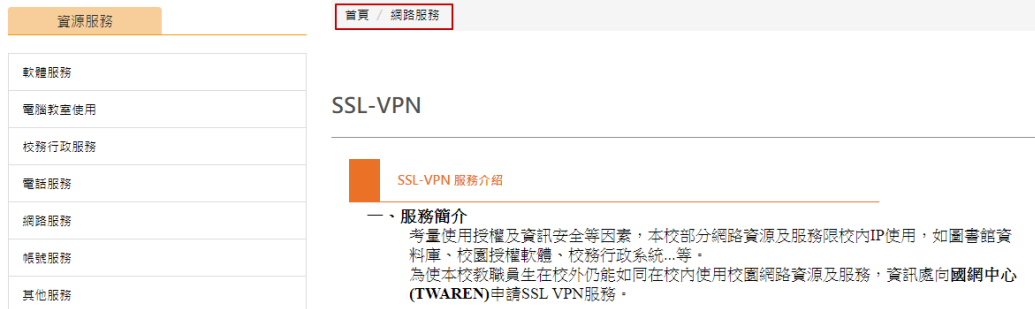 資源服務
軟體服務
電腦教室使用
校務行政服務
電話服務
網路服務
帳號服務
其他服務
首頁 / 網路服務
SSL-VPN
SSL-VPN 服務介紹
一、服務簡介
考量使用授權及資訊安全等因素，本校部分網路資源及服務限校內IP使用，如圖書館資
料庫、校園授權軟體、校務行政系統...等。
為使本校教職員生在校外仍能如同在校內使用校園網路資源及服務，資訊處向國網中心
(TWAREN)申請SSL VPN服務。